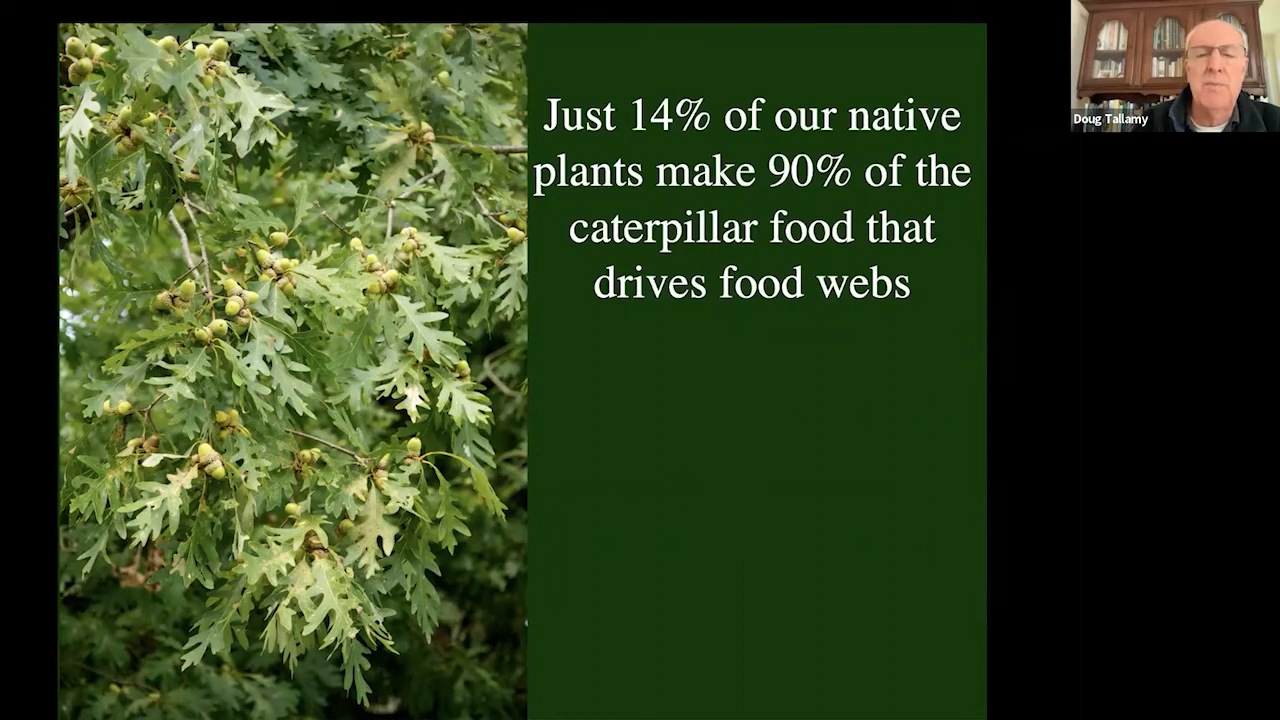 Just 14% of our native
plants make 90% of the
caterpillar food that
drives food webs
Doug Tallamy